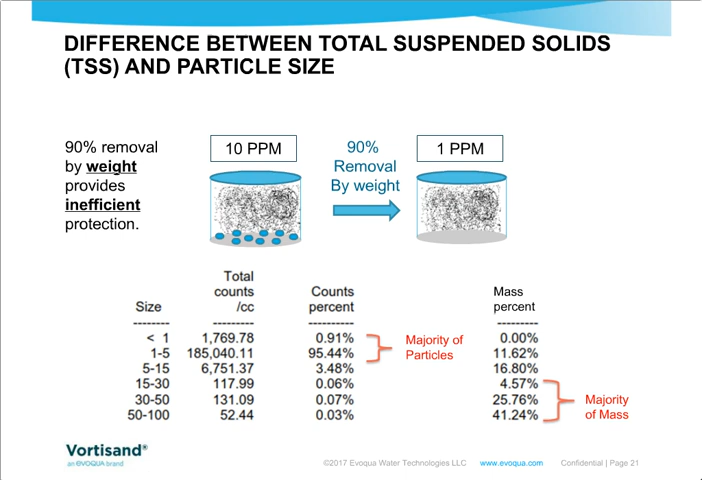 DIFFERENCE BETWEEN TOTAL SUSPENDED SOLIDS
(TSS) AND PARTICLE SIZE
90% removal
by weight
provides
inefficient
protection.
10 PPM
90%
Removal
By weight
1 PPM
Size Total counts /cc Counts percent Mass percent
-------- --------- ---------- ---------
< 1 1,769.78 0.91% 0.00%
1-5 185,040.11 95.44% 11.62%
5-15 6,751.37 3.48% 16.80%
15-30 117.99 0.06% 4.57%
30-50 131.09 0.07% 25.76%
50-100 52.44 0.03% 41.24%
Majority of
Particles
Majority
of Mass
Vortisand®
an evoqua brand
©2017 Evoqua Water Technologies LLC www.evoqua.com Confidential | Page 21